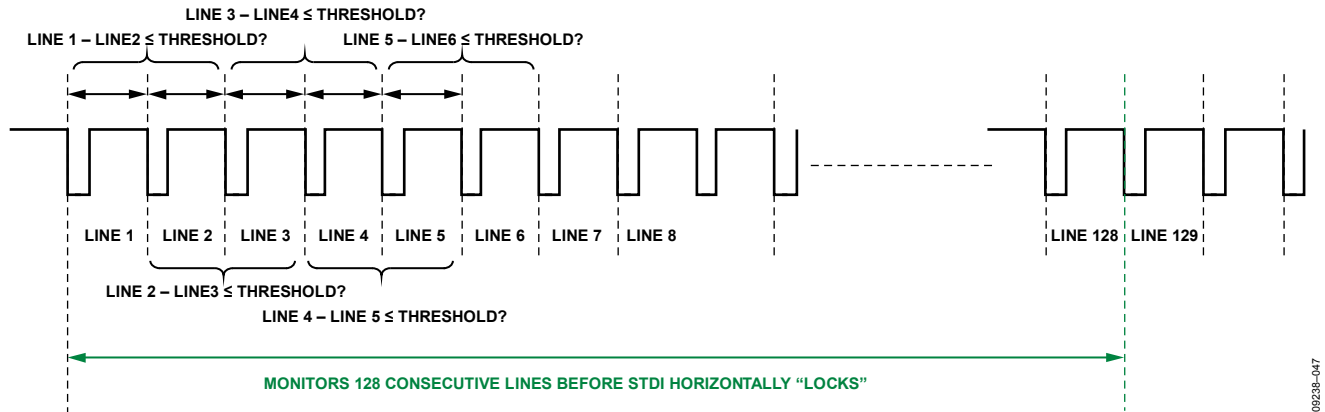 LINE 3 – LINE4 ≤ THRESHOLD?
LINE 1 – LINE2 ≤ THRESHOLD?
LINE 5 – LINE6 ≤ THRESHOLD?
LINE 1
LINE 2
LINE 3
LINE 4
LINE 5
LINE 6
LINE 7
LINE 8
LINE 128
LINE 129
LINE 2 – LINE3 ≤ THRESHOLD?
LINE 4 – LINE 5 ≤ THRESHOLD?
MONITORS 128 CONSECUTIVE LINES BEFORE STDI HORIZONTALLY “LOCKS”
09238-047